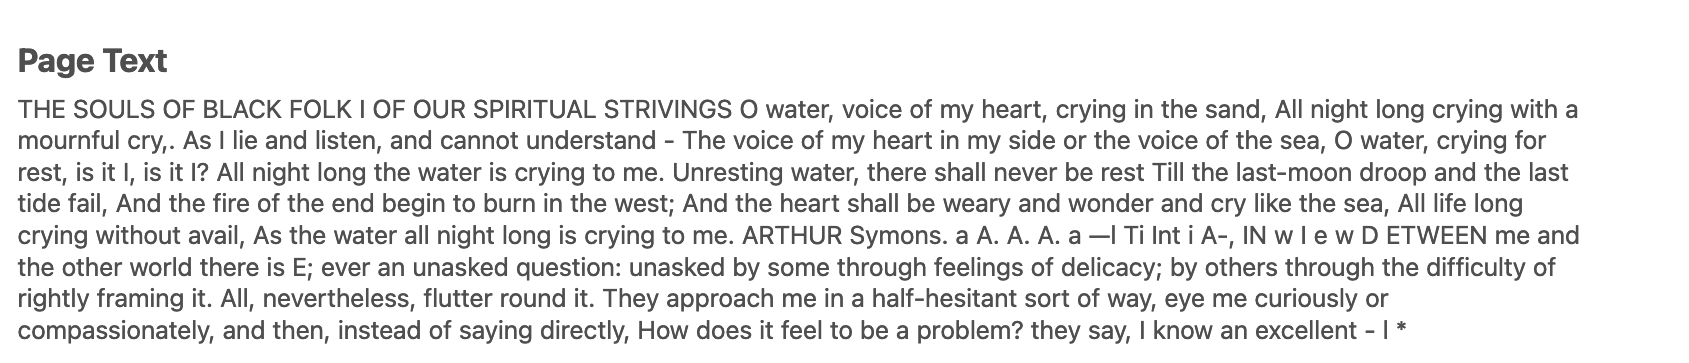 Page Text
THE SOULS OF BLACK FOLK I OF OUR SPIRITUAL STRIVINGS O water, voice of my heart, crying in the sand, All night long crying with a
mournful cry,. As I lie and listen, and cannot understand - The voice of my heart in my side or the voice of the sea, O water, crying for
rest, is it I, is it I? All night long the water is crying to me. Unresting water, there shall never be rest Till the last-moon droop and the last
tide fail, And the fire of the end begin to burn in the west; And the heart shall be weary and wonder and cry like the sea, All life long
crying without avail, As the water all night long is crying to me. ARTHUR Symons. a A. A. A. a —l Ti Int i A-, IN w I e w D ETWEEN me and
the other world there is E; ever an unasked question: unasked by some through feelings of delicacy; by others through the difficulty of
rightly framing it. All, nevertheless, flutter round it. They approach me in a half-hesitant sort of way, eye me curiously or
compassionately, and then, instead of saying directly, How does it feel to be a problem? they say, I know an excellent - l *